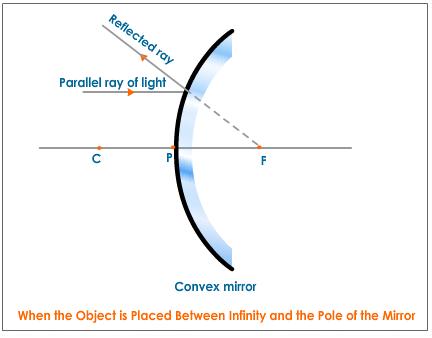 Reflected ray
Parallel ray of light
C
P
F
Convex mirror
When the Object is Placed Between Infinity and the Pole of the Mirror